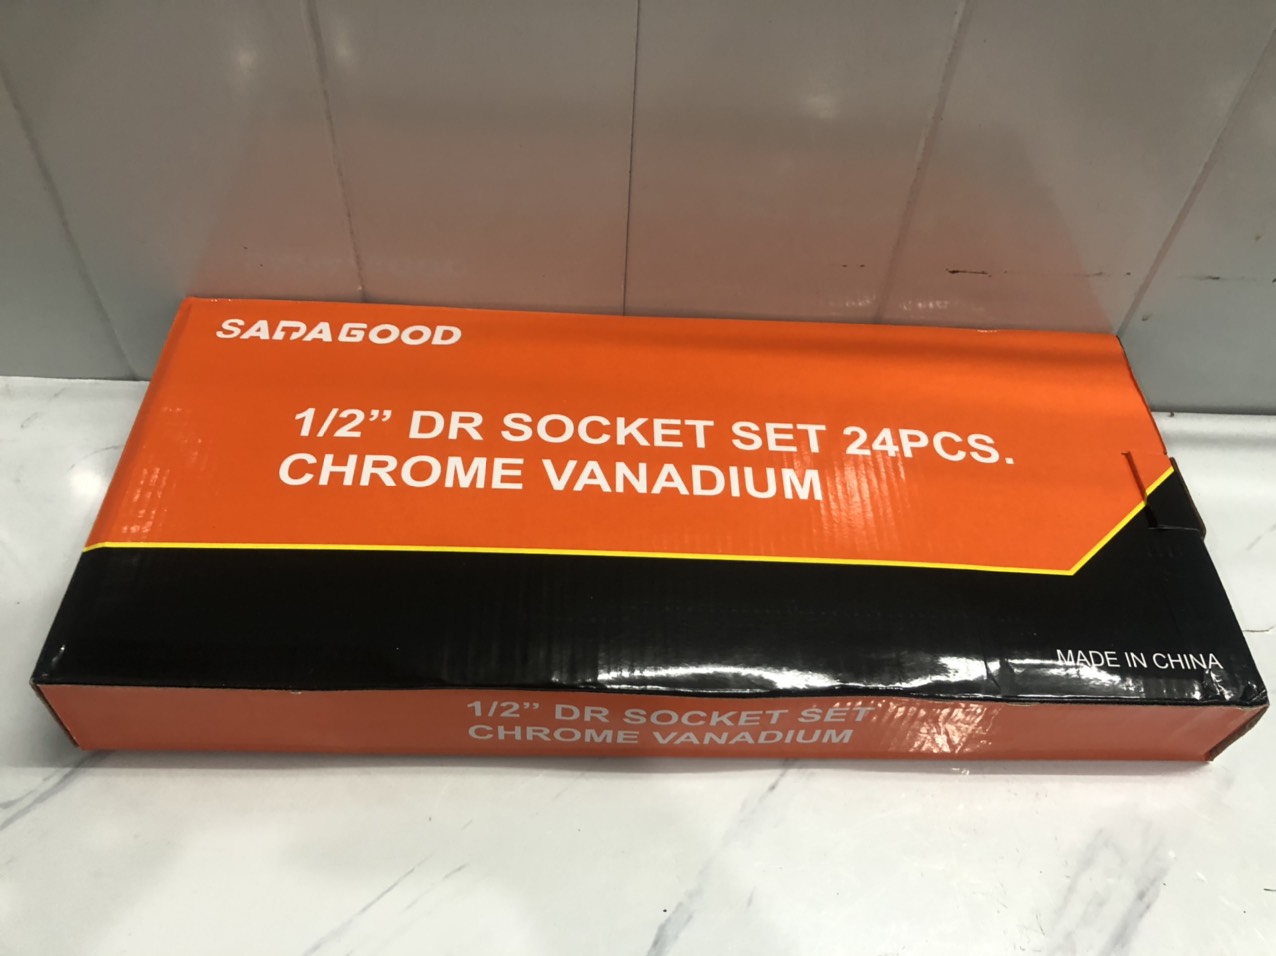 SADAGOOD
1/2” DR SOCKET SET 24PCS.
CHROME VANADIUM
MADE IN CHINA
1/2” DR SOCKET SET
CHROME VANADIUM